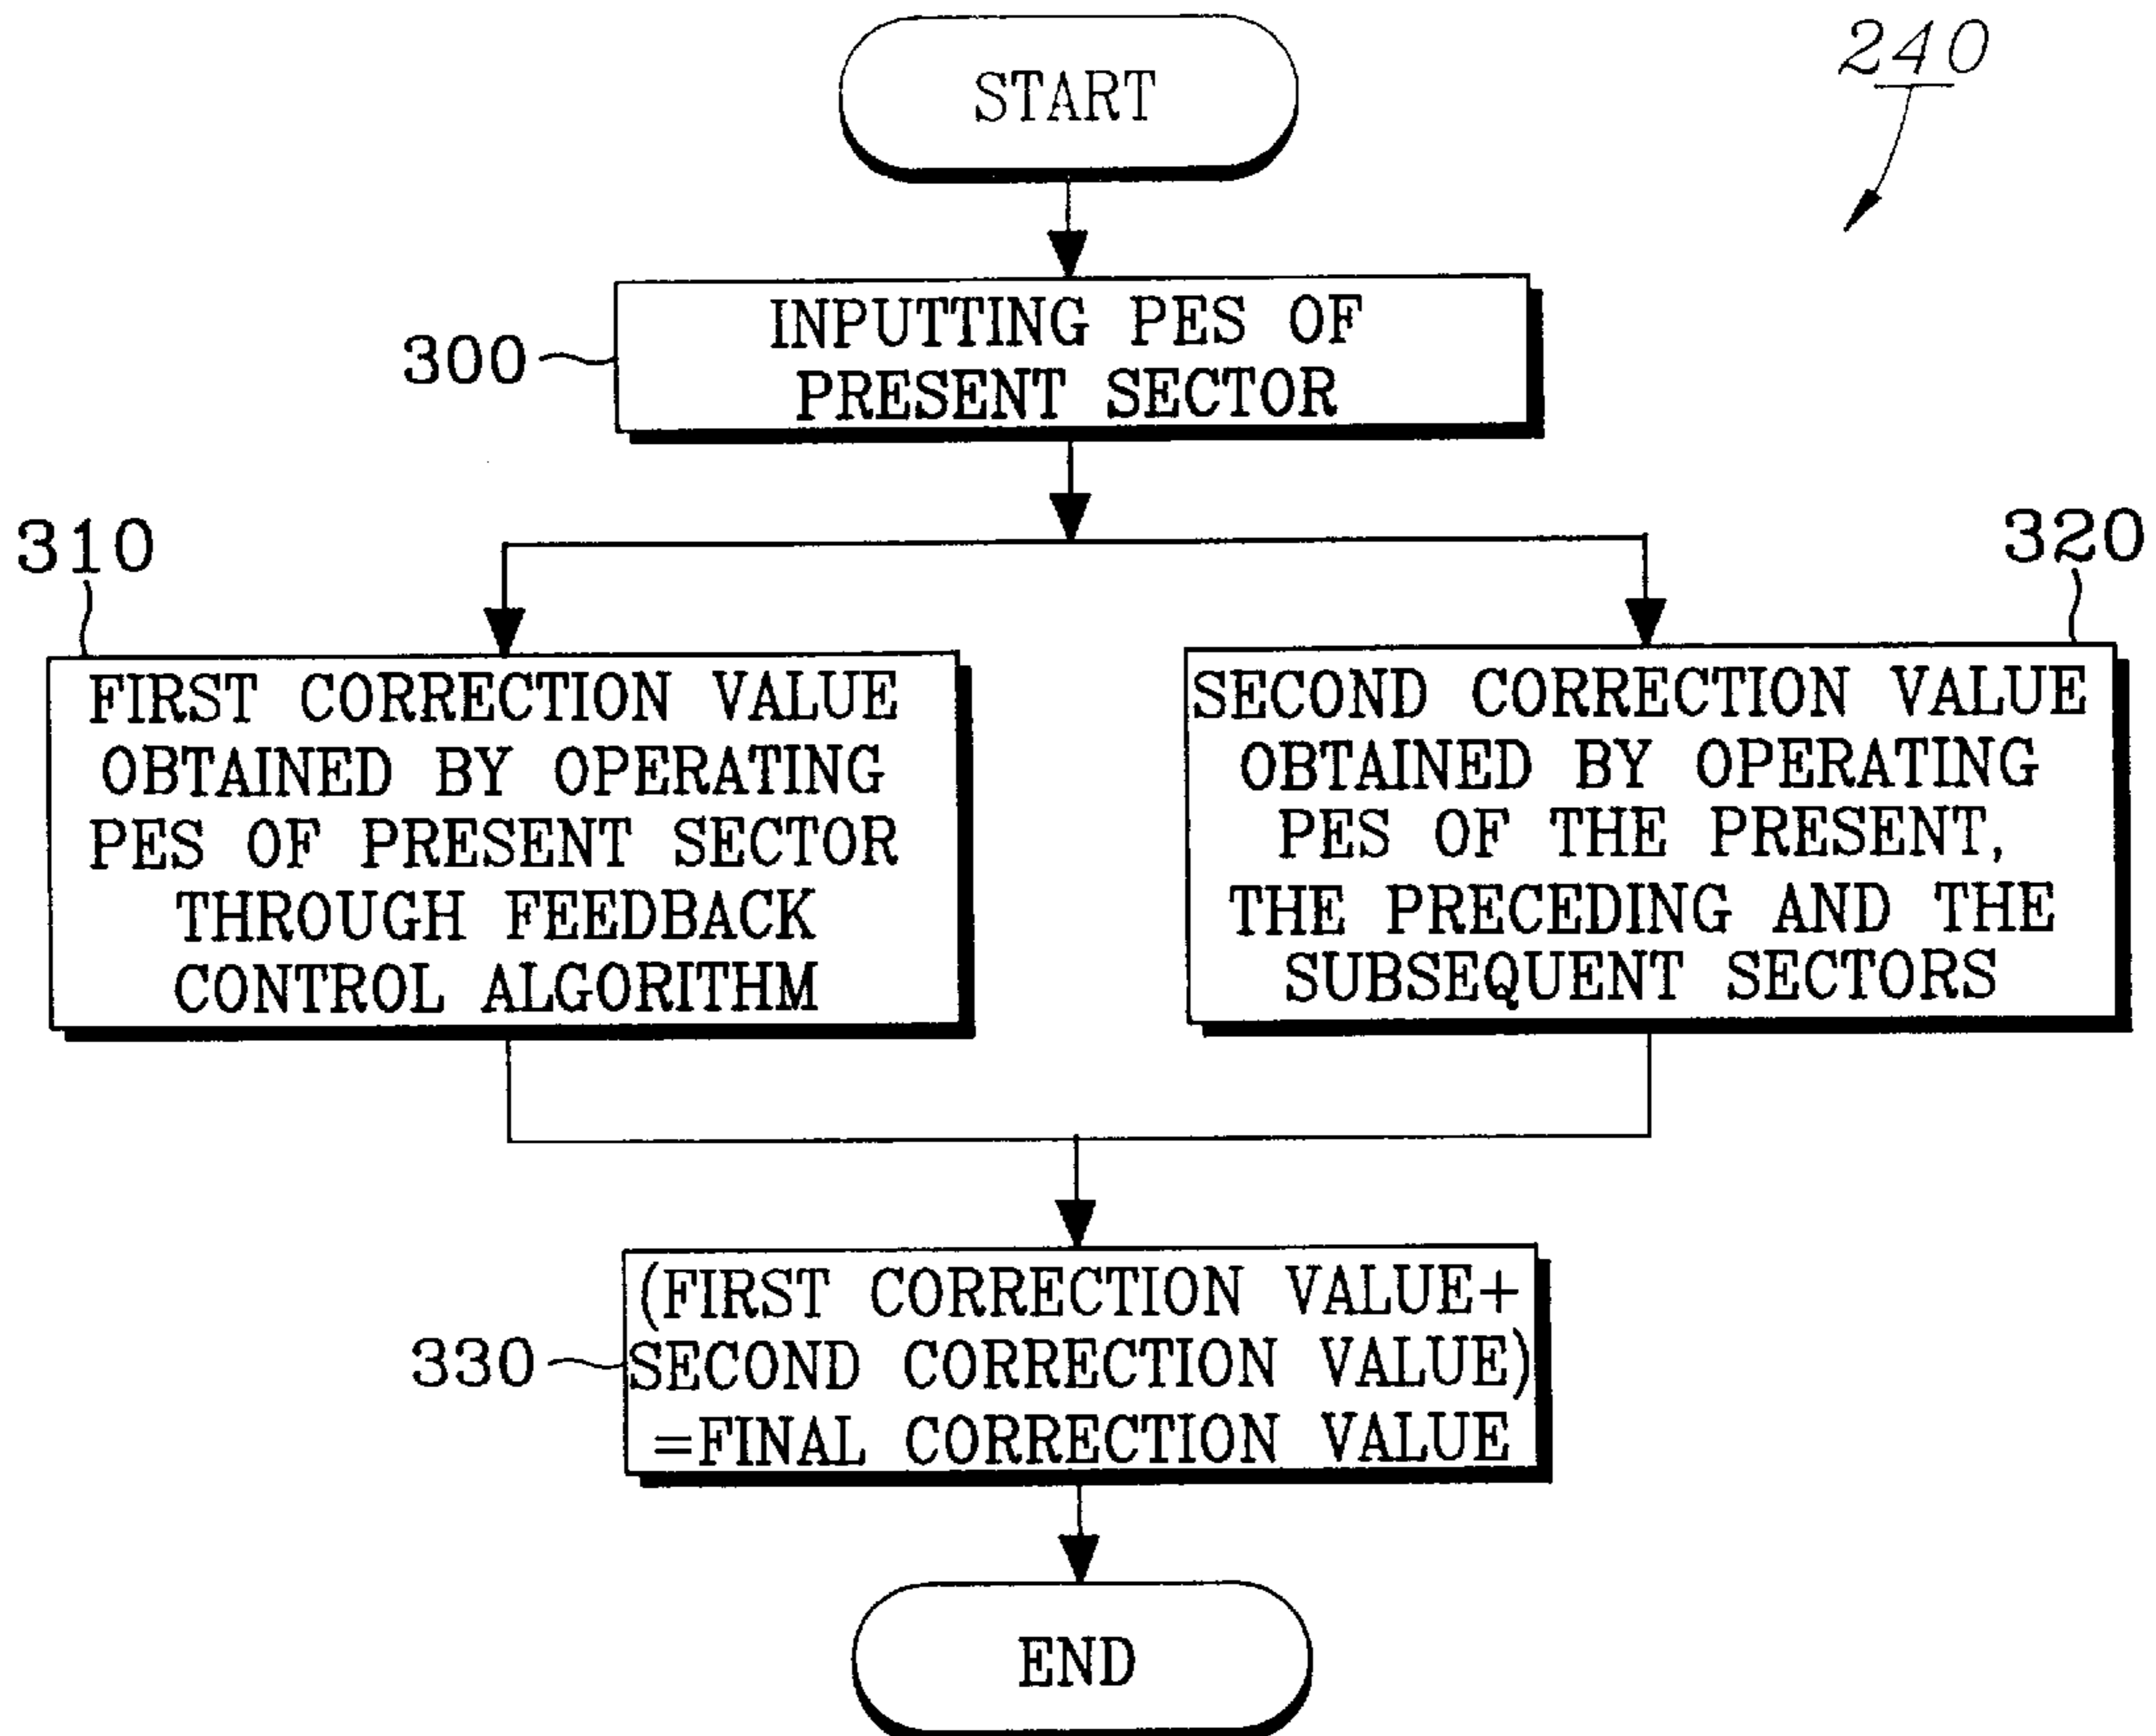 240
START
300
INPUTTING PES OF
PRESENT SECTOR
310
FIRST CORRECTION VALUE
OBTAINED BY OPERATING
PES OF PRESENT SECTOR
THROUGH FEEDBACK
CONTROL ALGORITHM
320
SECOND CORRECTION VALUE
OBTAINED BY OPERATING
PES OF THE PRESENT,
THE PRECEDING AND THE
SUBSEQUENT SECTORS
330
(FIRST CORRECTION VALUE+
SECOND CORRECTION VALUE)
=FINAL CORRECTION VALUE
END